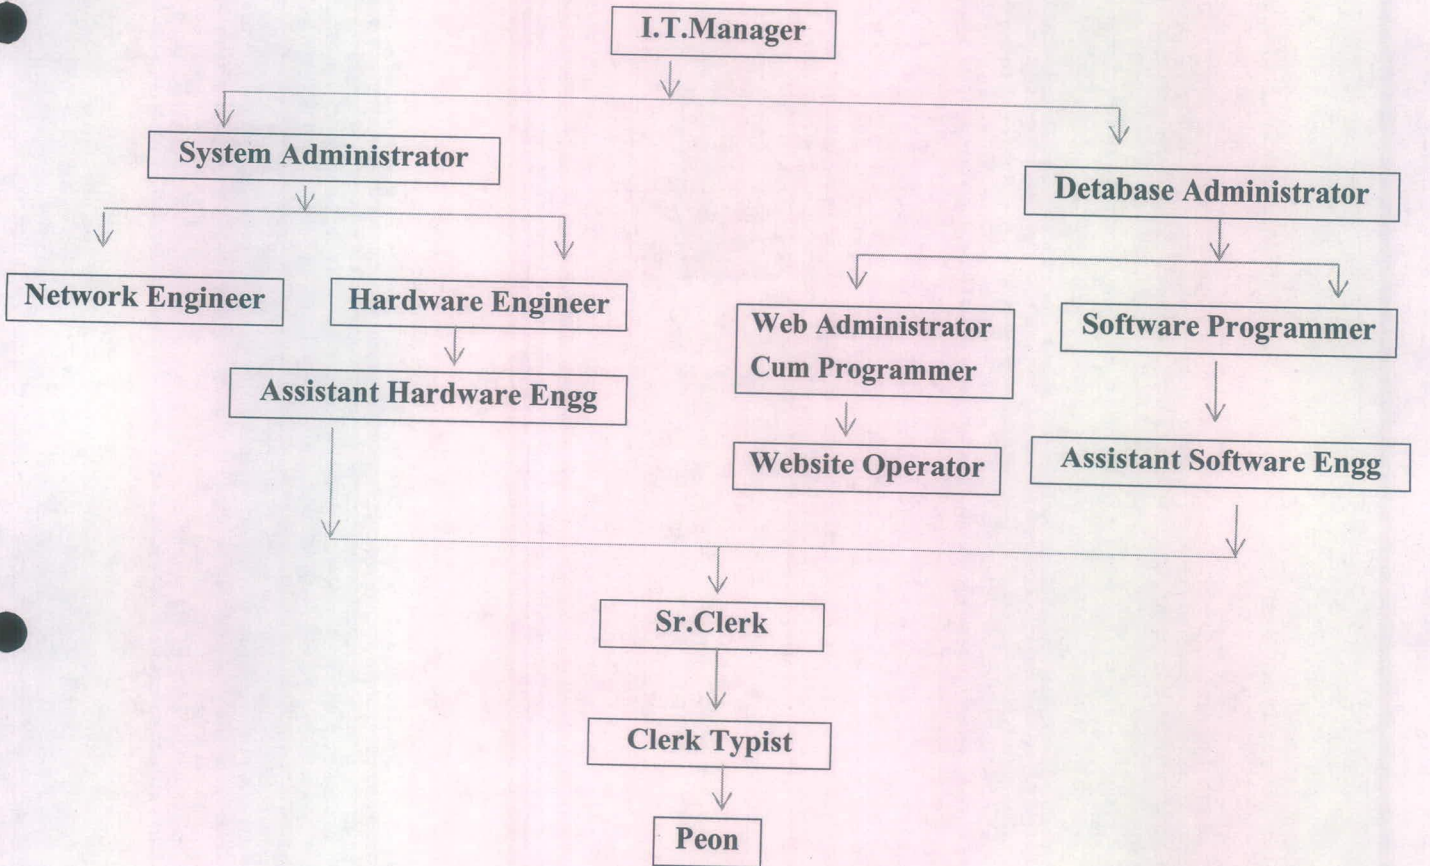 I.T.Manager
System Administrator
Detabase Administrator
Network Engineer
Hardware Engineer
Web Administrator
Cum Programmer
Software Programmer
Assistant Hardware Engg
Website Operator
Assistant Software Engg
Sr.Clerk
Clerk Typist
Peon